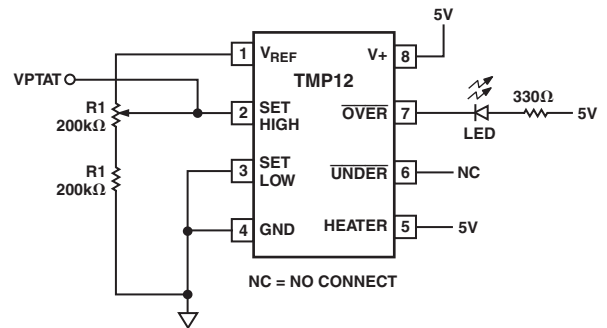 5V
1
VREF
V+
8
VPTAT
TMP12
R1
200kΩ
2
SET
HIGH
OVER
7
LED
330Ω
5V
R1
200kΩ
3
SET
LOW
UNDER
6
NC
4
GND
HEATER
5
5V
NC = NO CONNECT